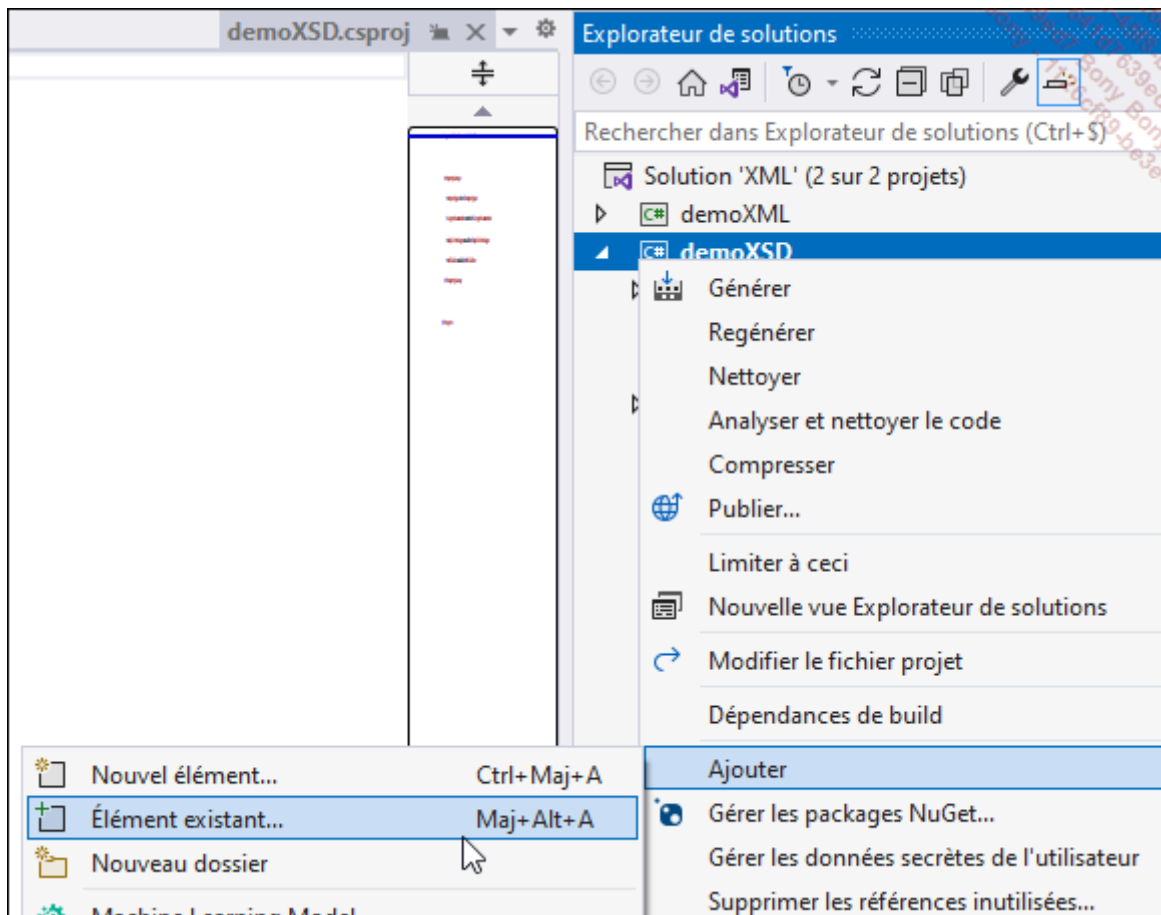 demoXSD.csproj
Explorateur de solutions
Rechercher dans Explorateur de solutions (Ctrl+$)
Solution 'XML' (2 sur 2 projets)
C# demoXML
C# demoXSD
Générer
Regénérer
Nettoyer
Analyser et nettoyer le code
Compresser
Publier...
Limiter à ceci
Nouvelle vue Explorateur de solutions
Modifier le fichier projet
Dépendances de build
Ajouter
Nouvel élément... Ctrl+Maj+A
Élément existant... Maj+Alt+A
Nouveau dossier
Machine Learning Model
Gérer les packages NuGet...
Gérer les données secrètes de l'utilisateur
Supprimer les références inutilisées...